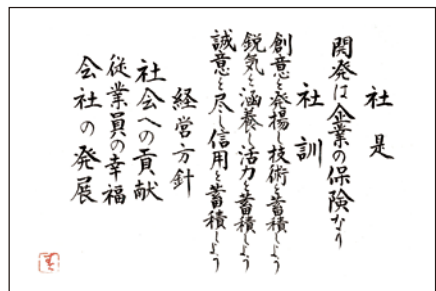 社是
開発は企業の保険なり
社訓
創意を発揚し技術を蓄積しよう
鋭気を涵養し活力を蓄積しよう
誠意を尽し信用を蓄積しよう
経営方針
社会への貢献
従業員の幸福
会社の発展